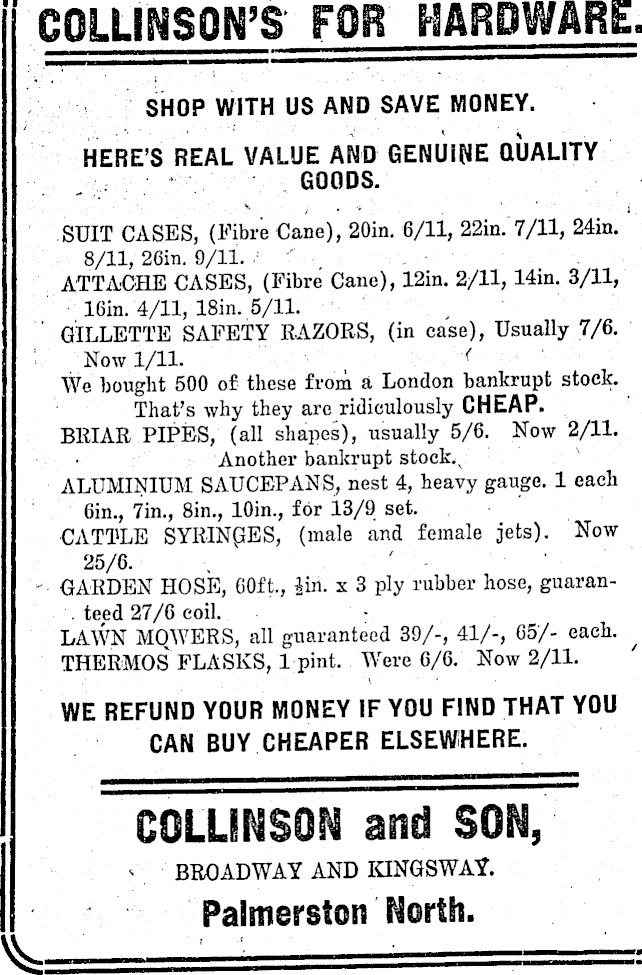 COLLINSON'S FOR HARDWARE.
SHOP WITH US AND SAVE MONEY.
HERE'S REAL VALUE AND GENUINE QUALITY
GOODS.
SUIT CASES, (Fibre Cane), 20in. 6/11, 22in. 7/11, 24in.
8/11, 26in. 9/11.
ATTACHE CASES, (Fibre Cane), 12in. 2/11, 14in. 3/11,
16in. 4/11, 18in. 5/11.
GILLETTE SAFETY RAZORS, (in case), Usually 7/6.
Now 1/11.
We bought 500 of these from a London bankrupt stock.
That's why they are ridiculously CHEAP.
BRIAR PIPES, (all shapes), usually 5/6. Now 2/11.
Another bankrupt stock.
ALUMINIUM SAUCEPANS, nest 4, heavy gauge. 1 each
6in., 7in., 8in., 10in., for 13/9 set.
CATTLE SYRINGES, (male and female jets). Now
25/6.
GARDEN HOSE, 60ft., ½in. x 3 ply rubber hose, guaran-
teed 27/6 coil.
LAWN MOWERS, all guaranteed 39/-, 41/-, 65/- each.
THERMOS FLASKS, 1 pint. Were 6/6. Now 2/11.
WE REFUND YOUR MONEY IF YOU FIND THAT YOU
CAN BUY CHEAPER ELSEWHERE.
COLLINSON and SON,
BROADWAY AND KINGSWAY.
Palmerston North.